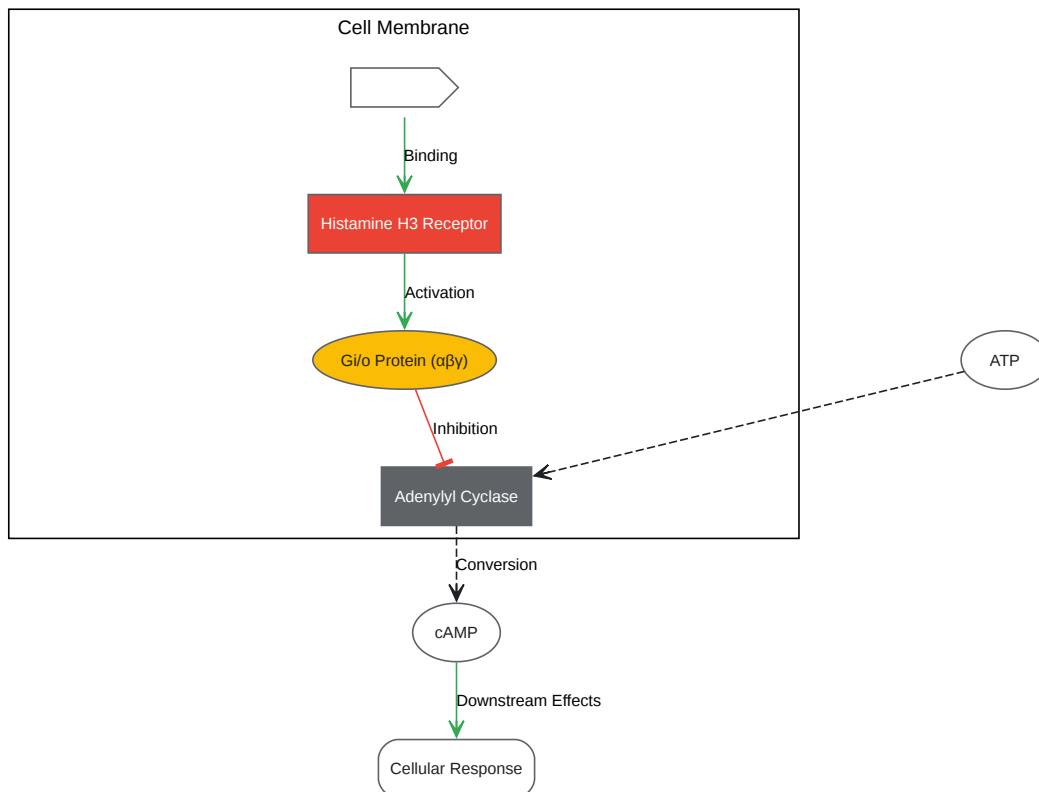 Cell Membrane
Binding
Histamine H3 Receptor
Activation
Gi/o Protein (αβγ)
ATP
Inhibition
Adenylyl Cyclase
Conversion
cAMP
Downstream Effects
Cellular Response